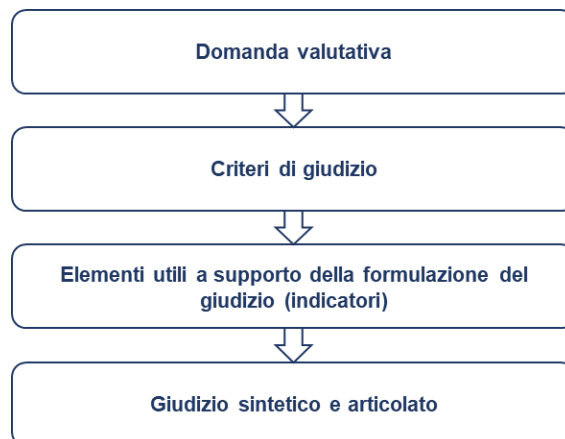 Domanda valutativa
Criteri di giudizio
Elementi utili a supporto della formulazione del
giudizio (indicatori)
Giudizio sintetico e articolato